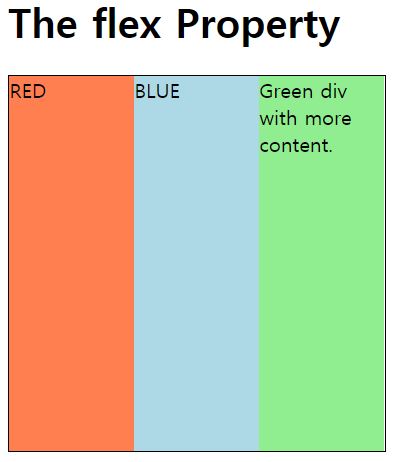 The flex Property
RED
BLUE
Green div
with more
content.